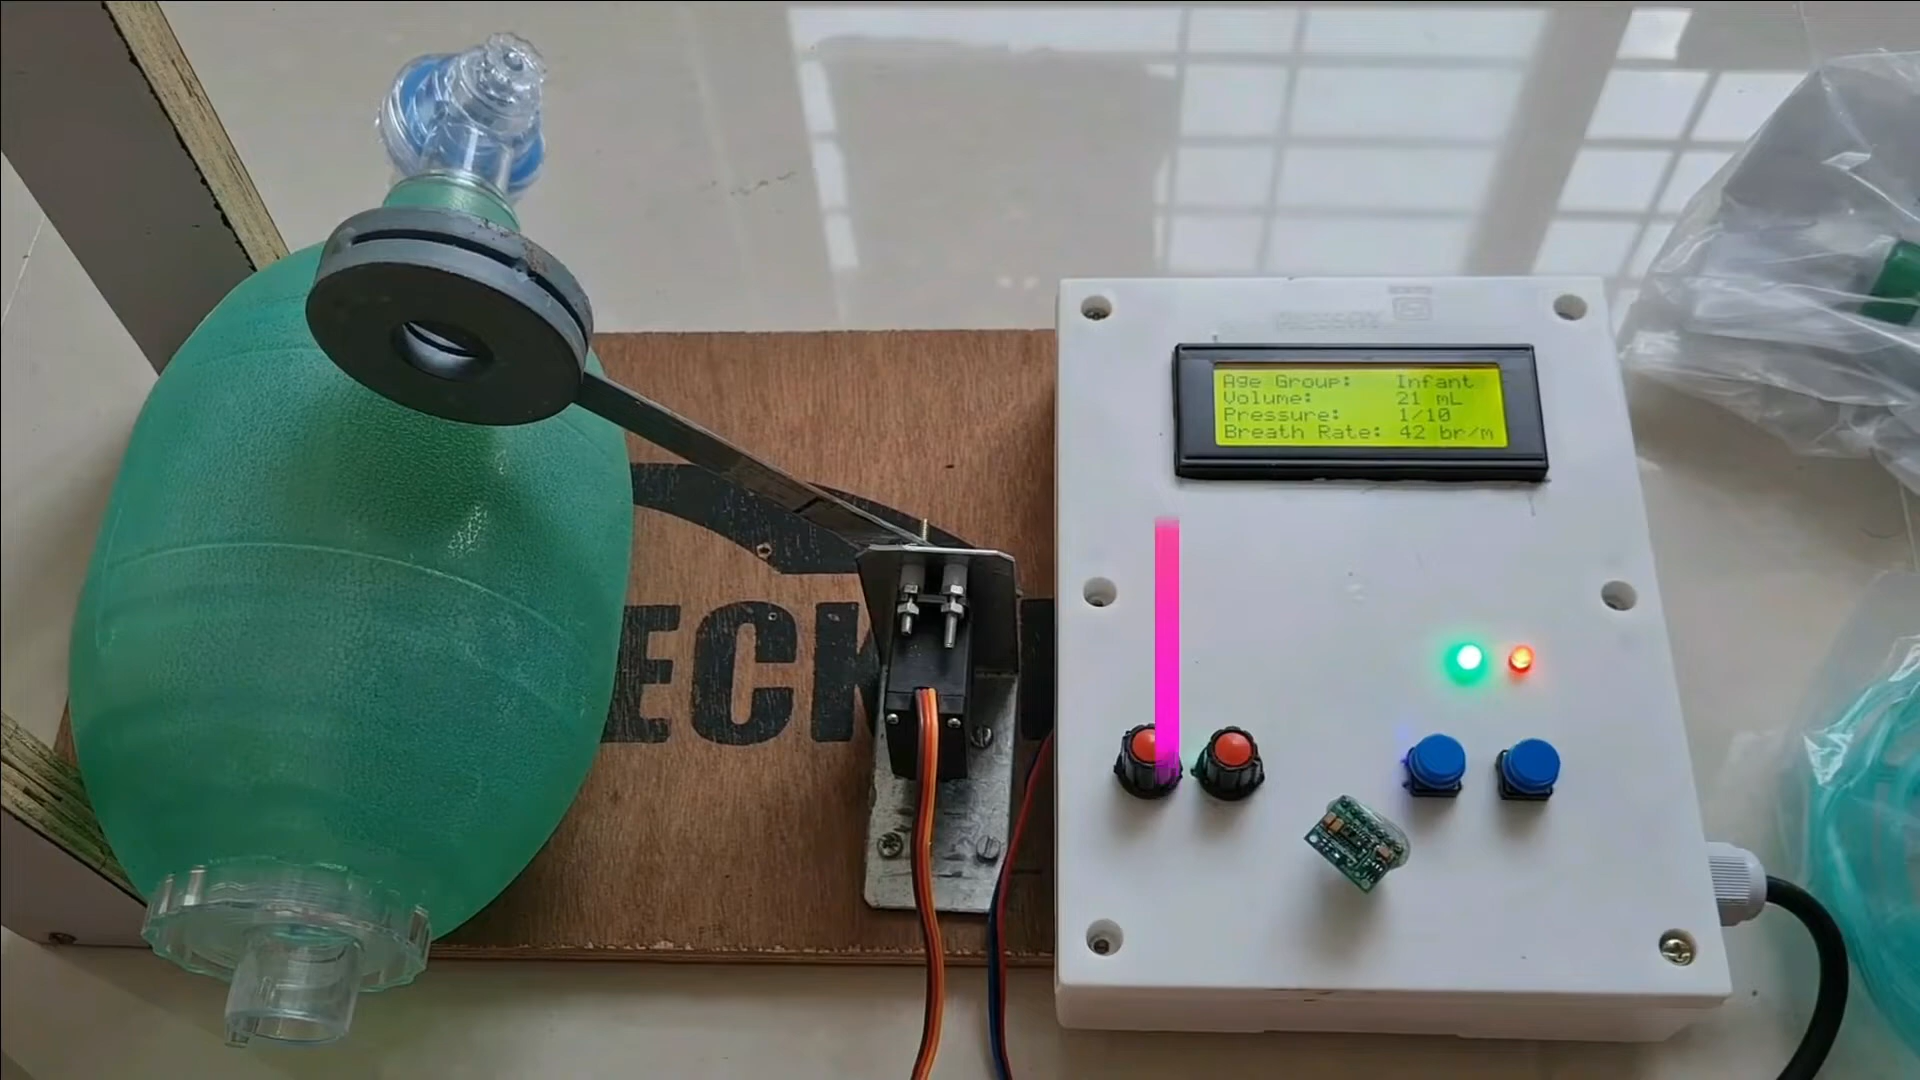 Age Group: Infant
Volume: 21 mL
Pressure: 1/10
Breath Rate: 42 br/m
ECK